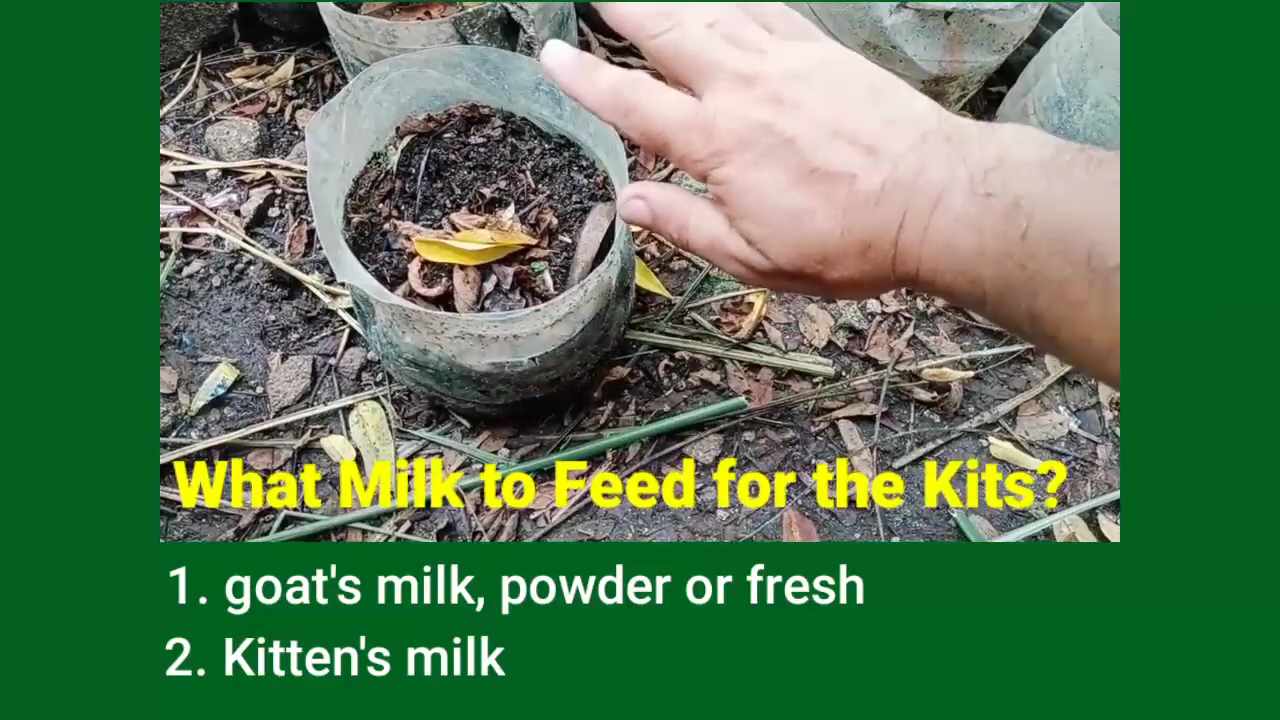 What Milk to Feed for the Kits?
1. goat's milk, powder or fresh
2. Kitten's milk